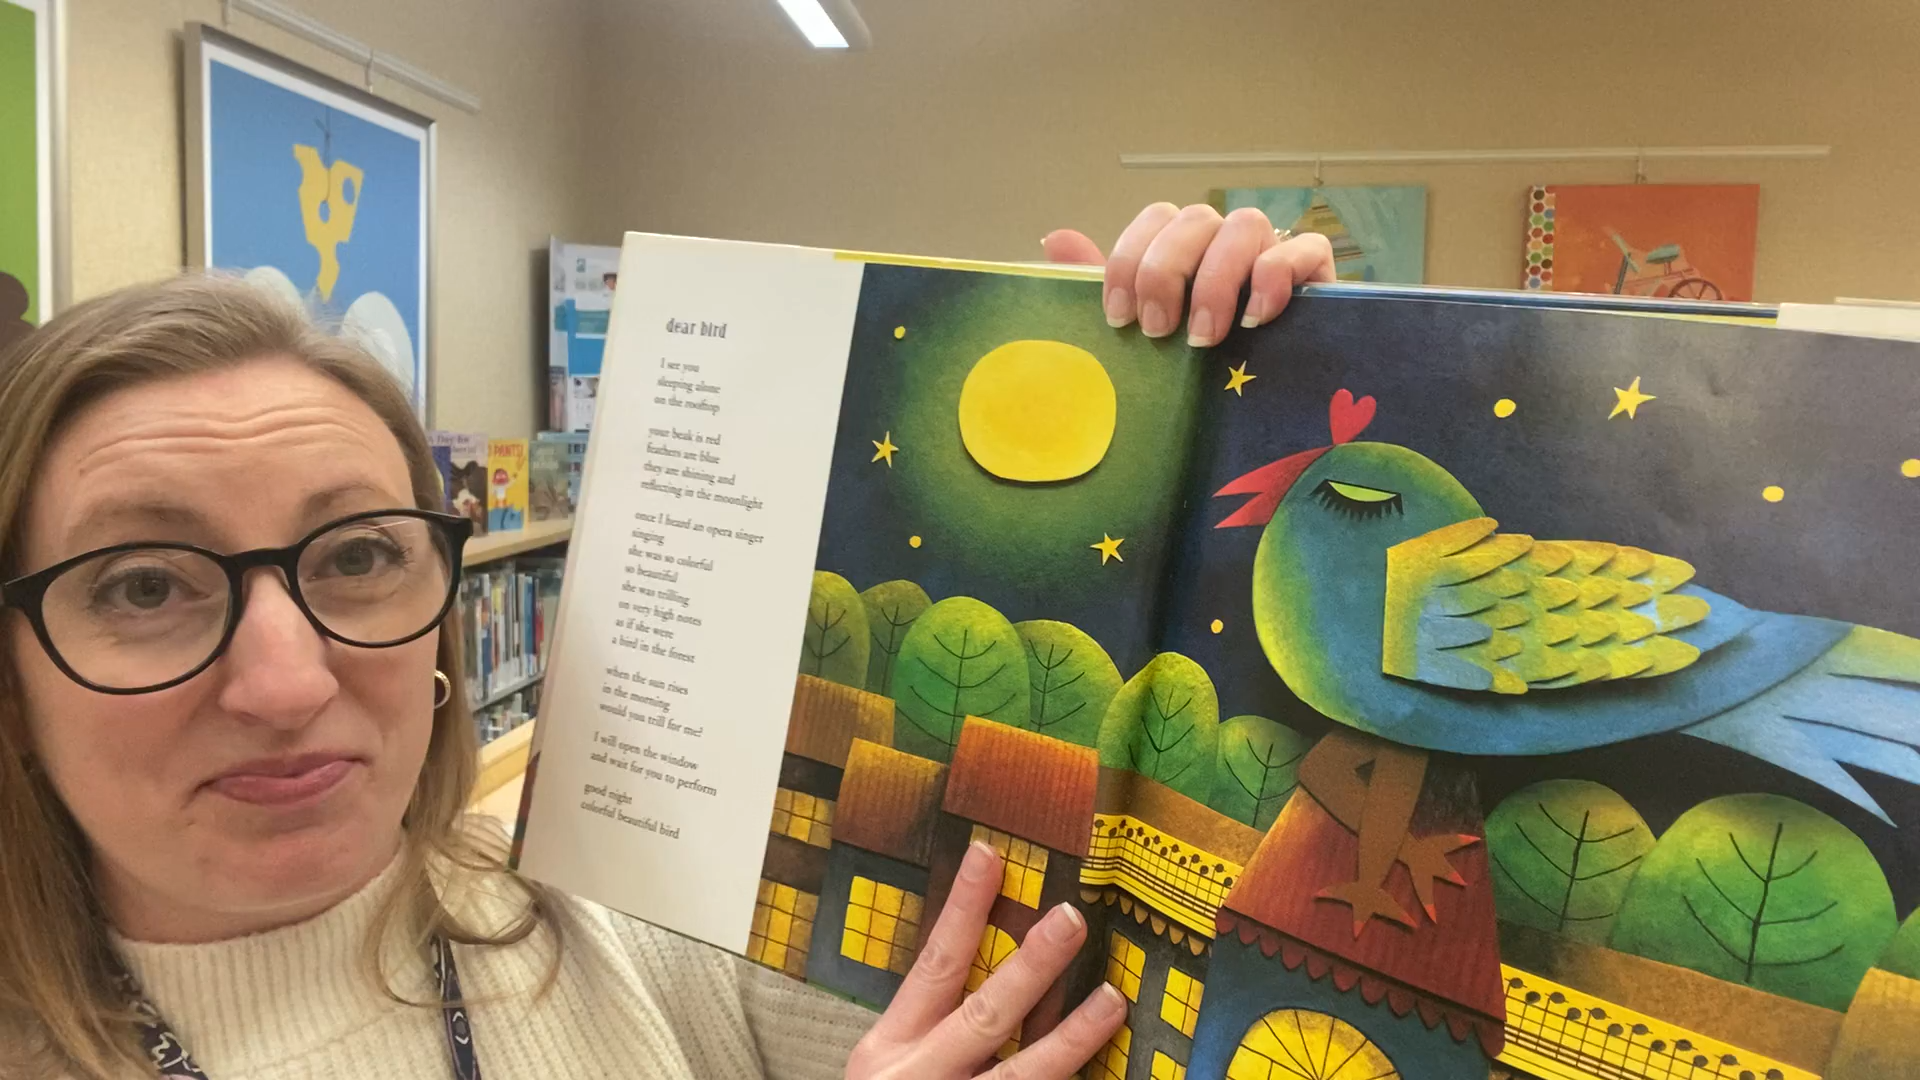 dear bird
I see you
sleeping alone
on the rooftop
your beak is red
feathers are blue
they are shining and
reflecting in the moonlight
once I heard an opera singer
singing
she was so colorful
so beautiful
she was trilling
on very high notes
as if she were
a bird in the forest
when the sun rises
in the morning
would you trill for me?
I will open the window
and wait for you to perform
good night
colorful beautiful bird
A Day for
PANTS!